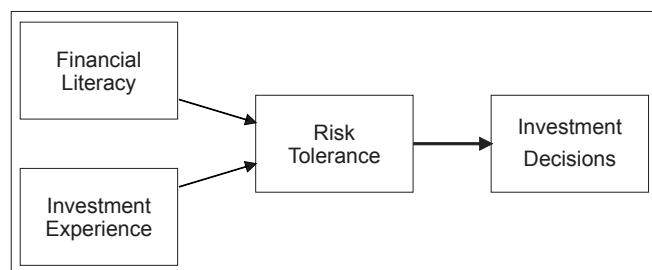 Financial
Literacy
Risk
Tolerance
Investment
Decisions
Investment
Experience